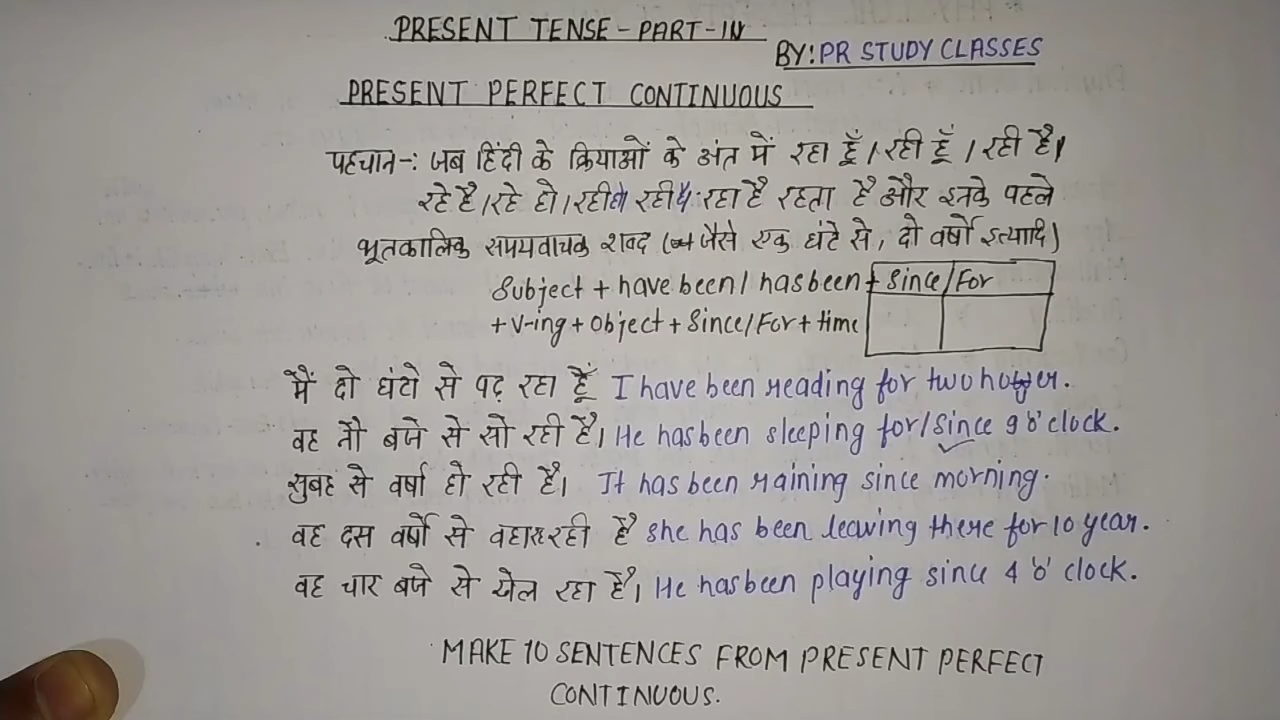 PRESENT TENSE - PART-IV
BY: PR STUDY CLASSES
PRESENT PERFECT CONTINUOUS
पहचान-: जब हिंदी के क्रियाओं के अंत में रहा हूँ। रही हूँ । रही है।
रहे है। रहे हो। रही हो रही है रहा है रहता है और इनके पहले
भूतकालिक समयवाचक शब्द (जैसे एक घंटे से, दो वर्षो इत्यादि)
Subject + have been / has been + Since/For
+ V-ing + Object + Since/For + time
मैं दो घंटो से पढ़ रहा हूँ I have been reading for two
वह नौ बजे से सो रही है। He has been sleeping for/since 9 'o' clock.
सुबह से वर्षा हो रही है। It has been raining since morning.
वह दस वर्षो से वहा रह रही है she has been leaving there for 10 year.
वह चार बजे से खेल रहा है। He has been playing since 4 'o' clock.
MAKE 10 SENTENCES FROM PRESENT PERFECT
CONTINUOUS.